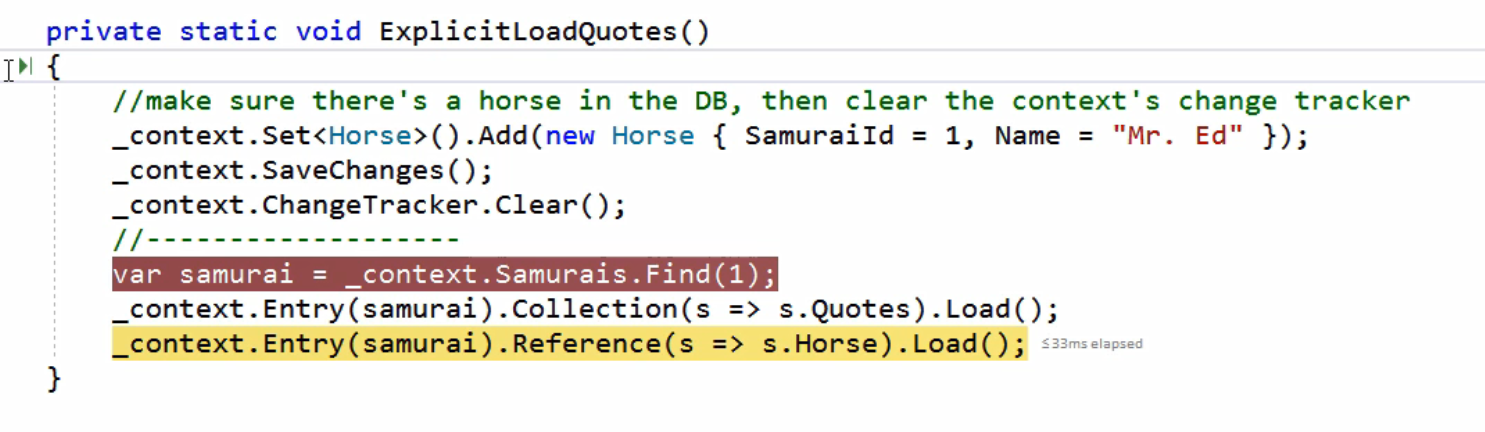 private static void ExplicitLoadQuotes()
{
//make sure there's a horse in the DB, then clear the context's change tracker
_context.Set<Horse>().Add(new Horse { SamuraiId = 1, Name = "Mr. Ed" });
_context.SaveChanges();
_context.ChangeTracker.Clear();
//-------------------
var samurai = _context.Samurais.Find(1);
_context.Entry(samurai).Collection(s => s.Quotes).Load();
_context.Entry(samurai).Reference(s => s.Horse).Load(); ≤33ms elapsed
}